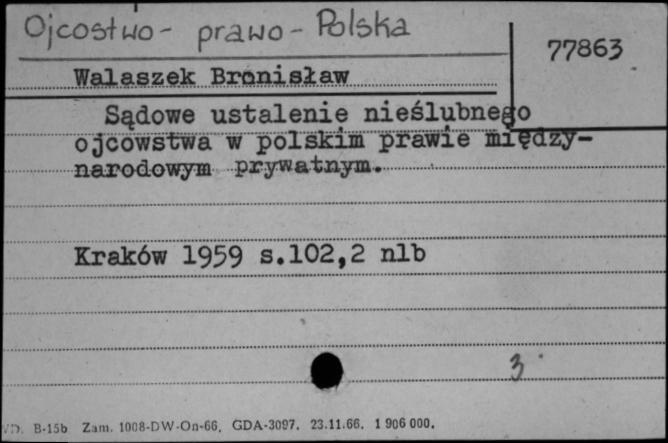 Ojcostwo - prawo - Polska
77863
Walaszek Bronisław
Sądowe ustalenie nieślubnego
ojcowstwa w polskim prawie między-
narodowym prywatnym.
Kraków 1959 s.102,2 nlb
3
B-15b Zam. 1008-DW-On-66. GDA-3097. 23.11.66. 1 906 000.